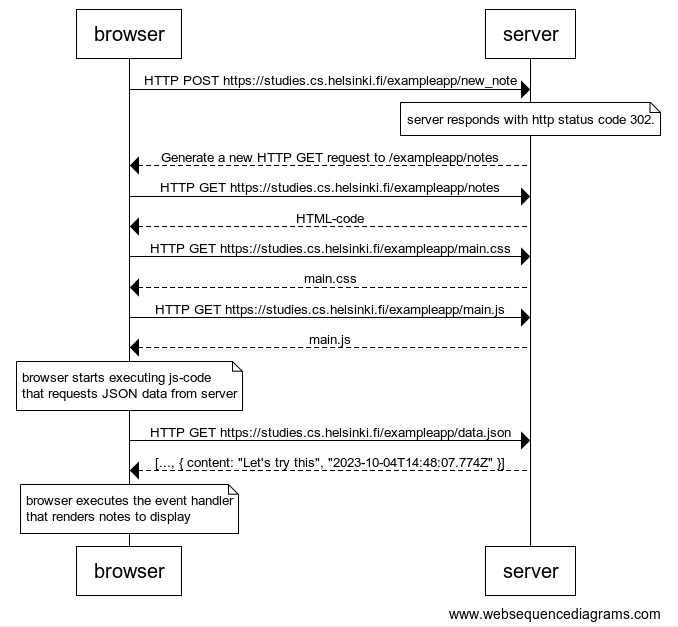 browser
server
HTTP POST https://studies.cs.helsinki.fi/exampleapp/new_note
server responds with http status code 302.
Generate a new HTTP GET request to /exampleapp/notes
HTTP GET https://studies.cs.helsinki.fi/exampleapp/notes
HTML-code
HTTP GET https://studies.cs.helsinki.fi/exampleapp/main.css
main.css
HTTP GET https://studies.cs.helsinki.fi/exampleapp/main.js
main.js
browser starts executing js-code
that requests JSON data from server
HTTP GET https://studies.cs.helsinki.fi/exampleapp/data.json
[..., { content: "Let's try this", "2023-10-04T14:48:07.774Z" }]
browser executes the event handler
that renders notes to display
browser
server
www.websequencediagrams.com